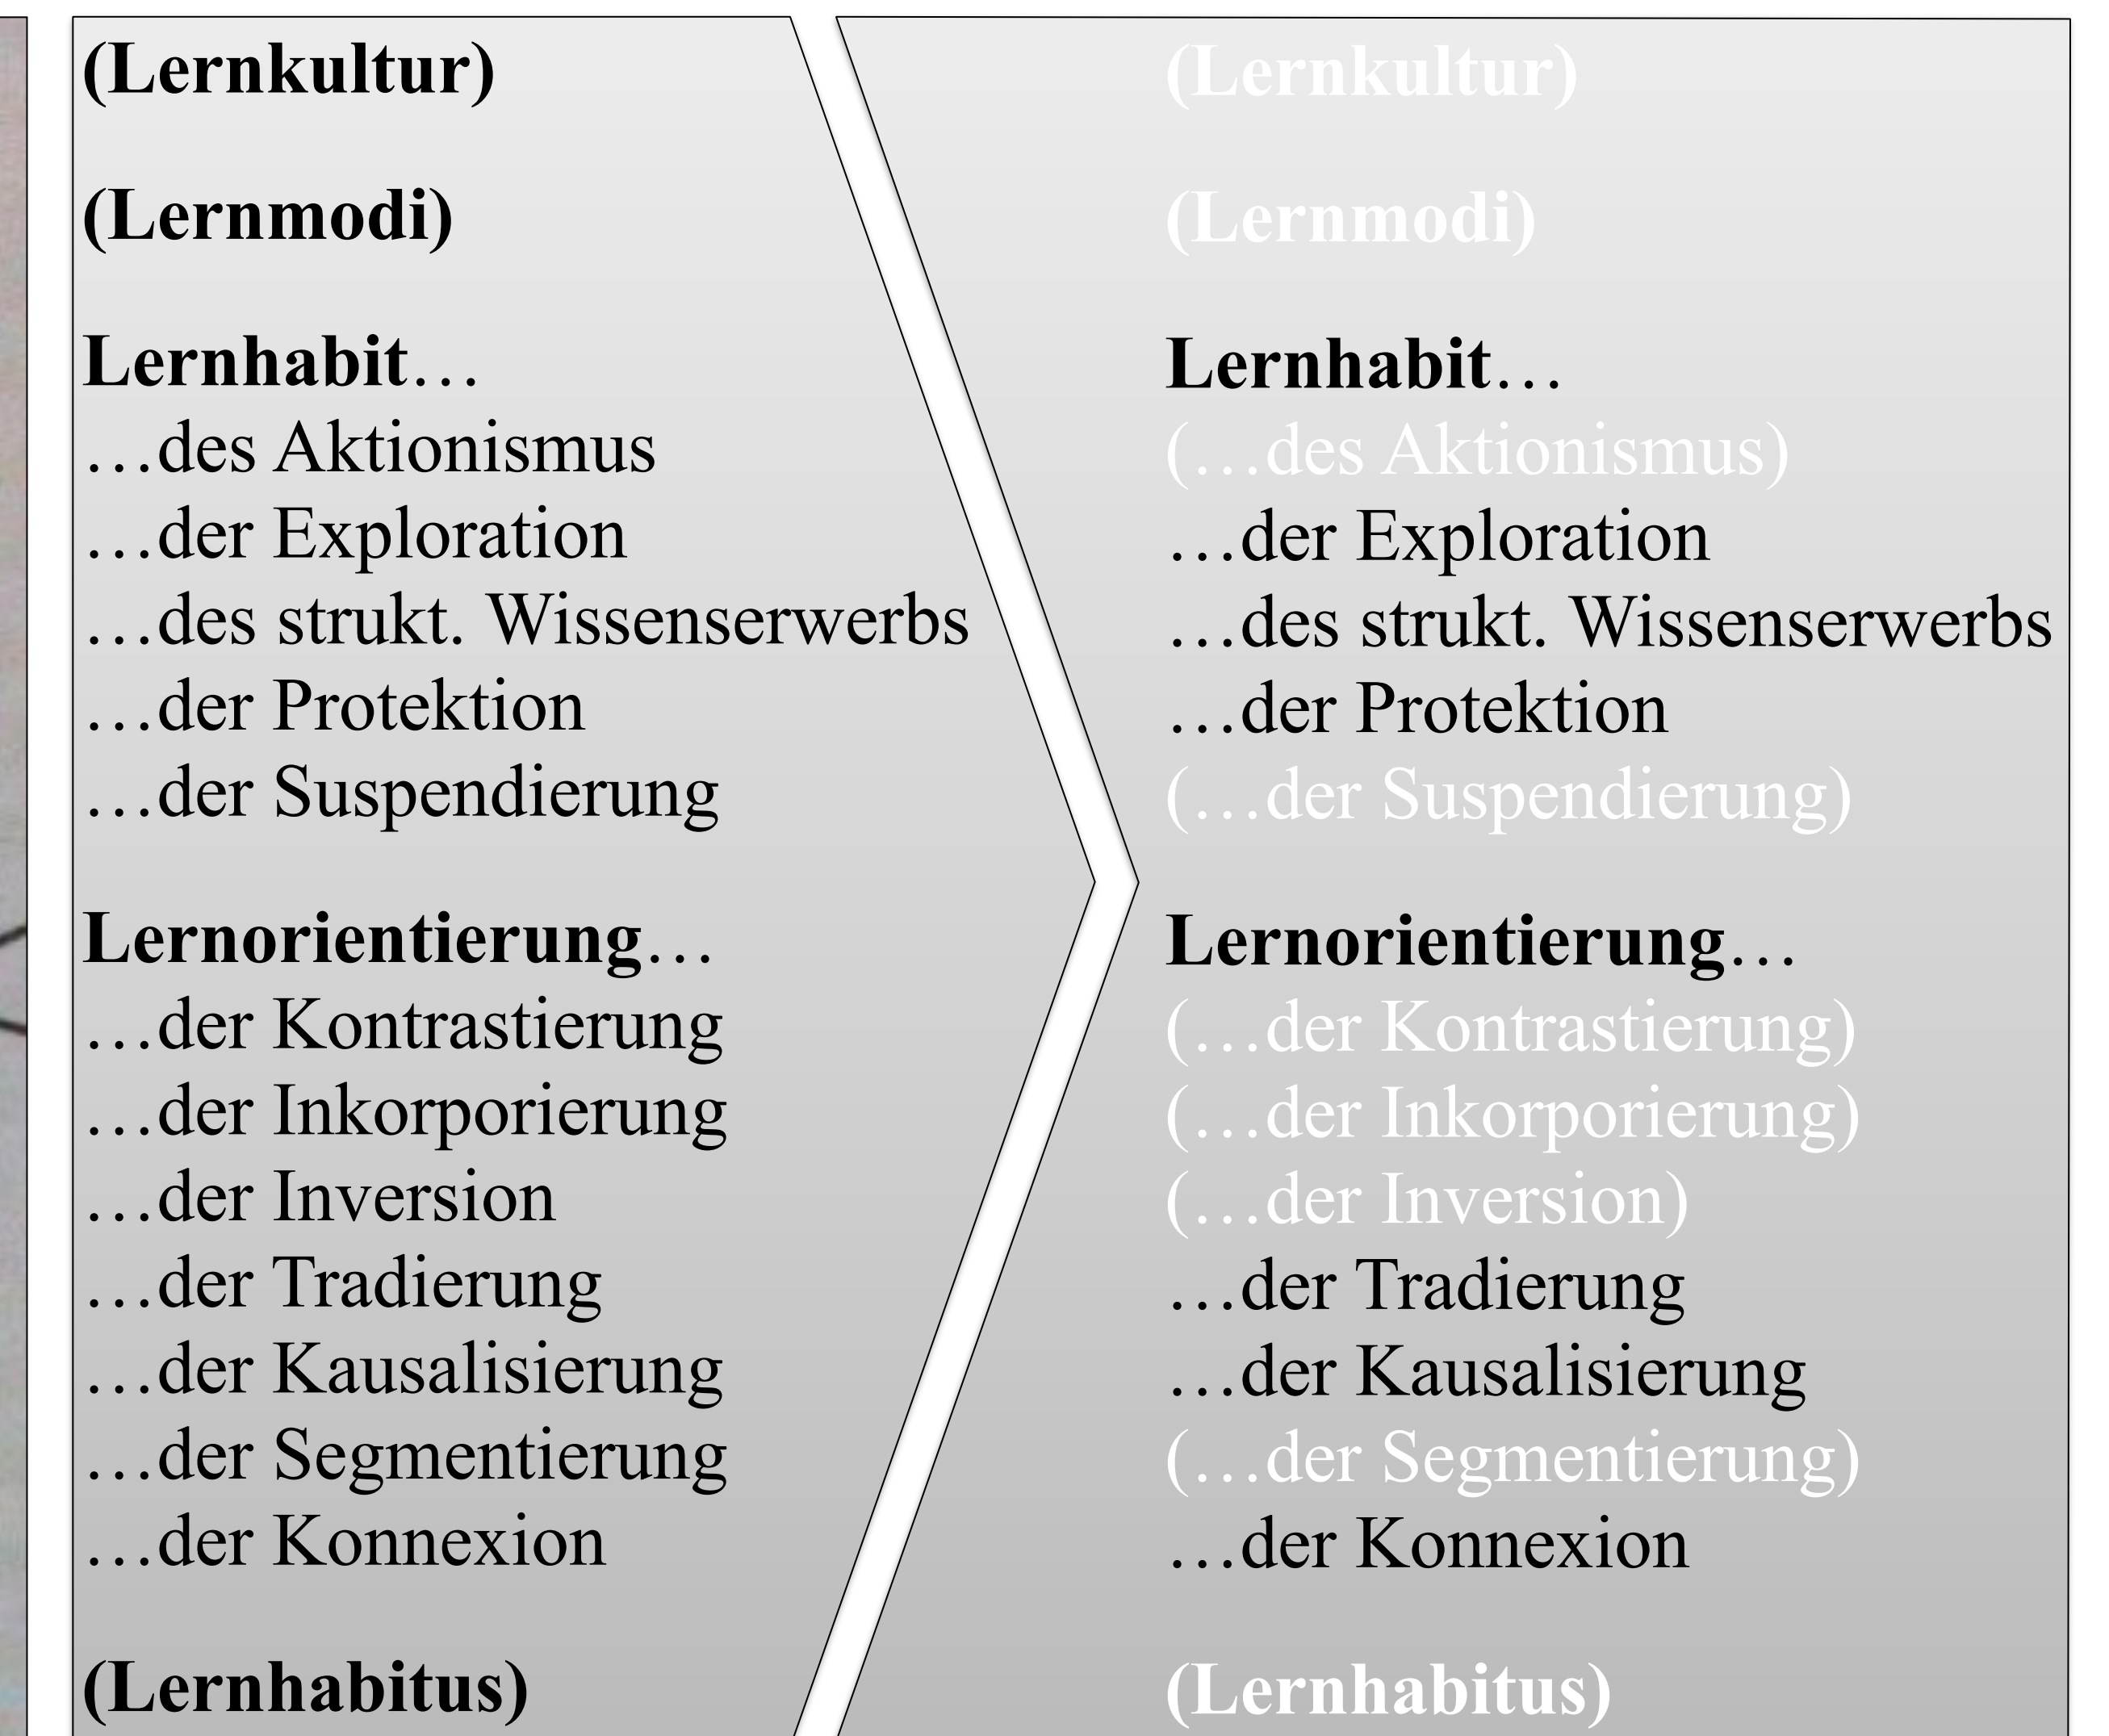 (Lernkultur)
(Lernmodi)
Lernhabit…
…des Aktionismus
…der Exploration
…des strukt. Wissenserwerbs
…der Protektion
…der Suspendierung
Lernorientierung…
…der Kontrastierung
…der Inkorporierung
…der Inversion
…der Tradierung
…der Kausalisierung
…der Segmentierung
…der Konnexion
(Lernhabitus)
(Lernkultur)
(Lernmodi)
Lernhabit…
(…des Aktionismus)
…der Exploration
…des strukt. Wissenserwerbs
…der Protektion
(…der Suspendierung)
Lernorientierung…
(…der Kontrastierung)
(…der Inkorporierung)
(…der Inversion)
…der Tradierung
…der Kausalisierung
(…der Segmentierung)
…der Konnexion
(Lernhabitus)